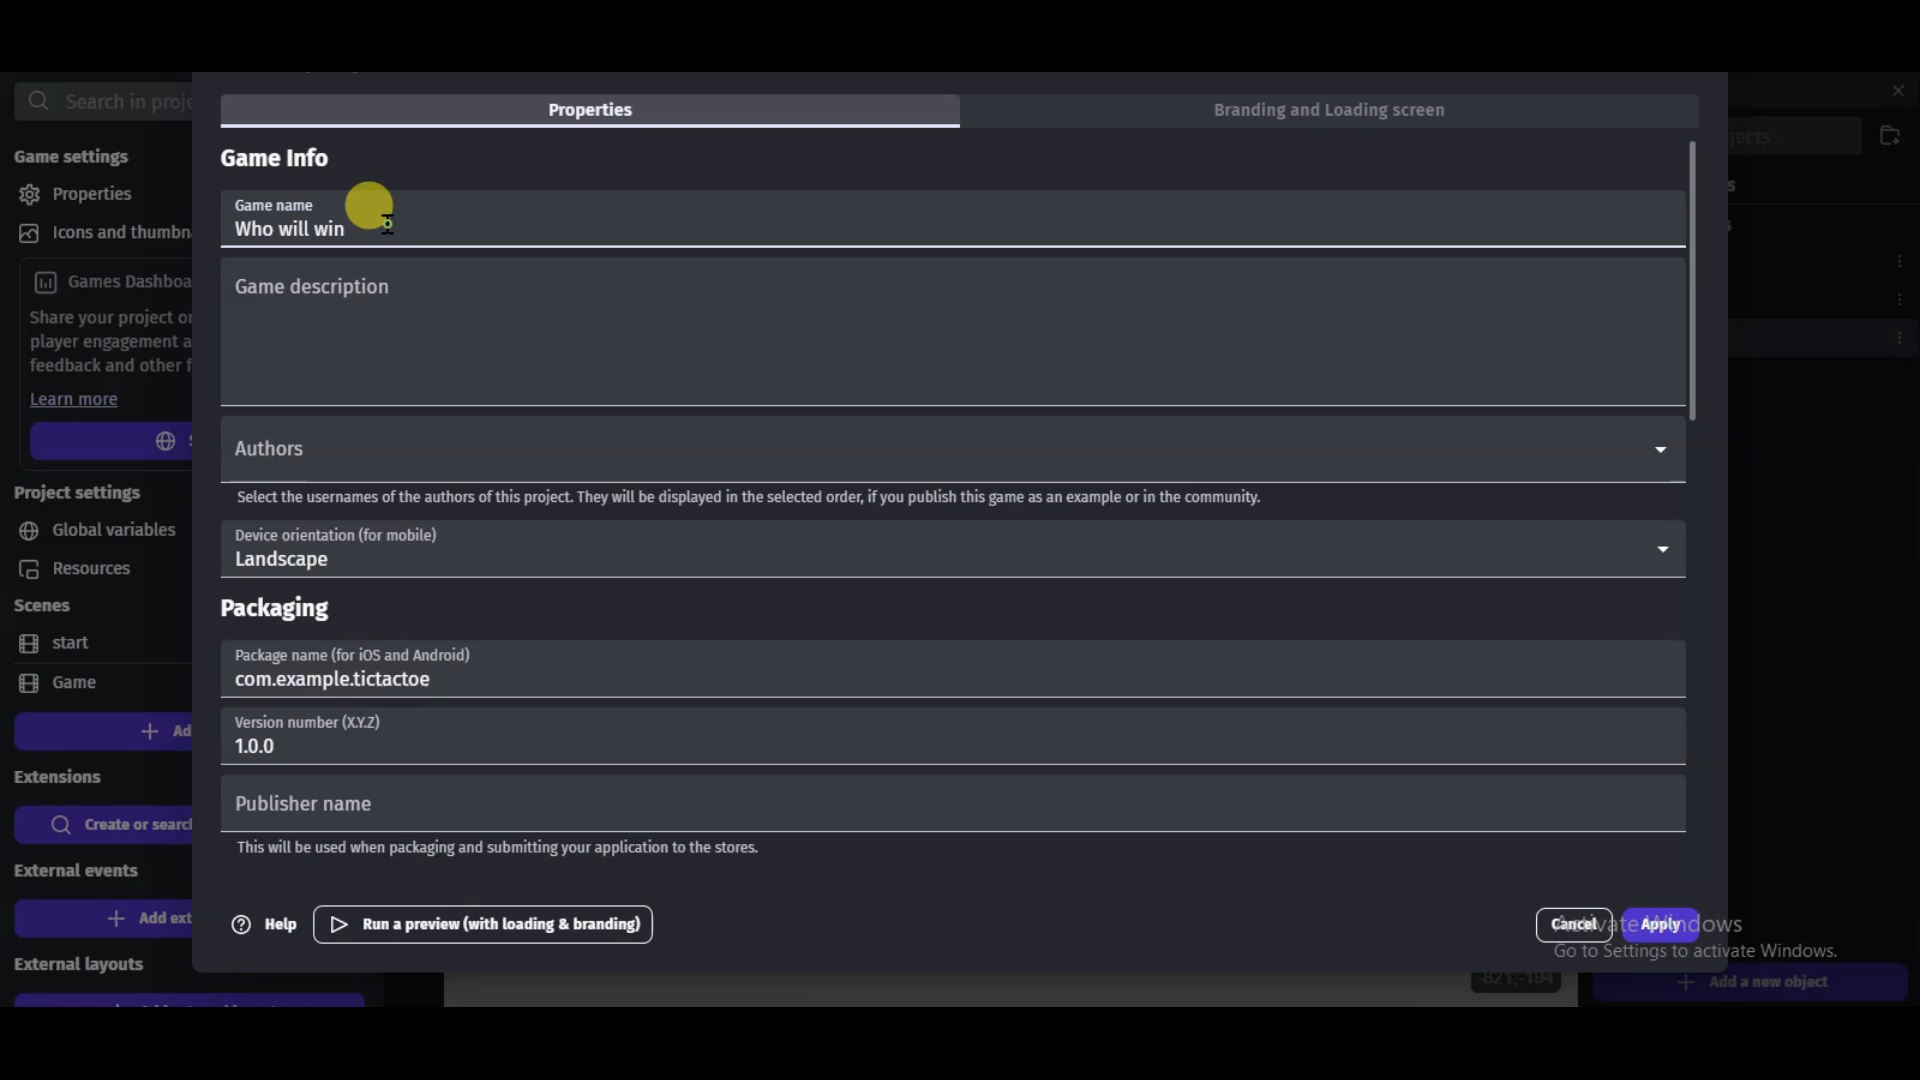 Search in proje
Properties
Branding and Loading screen
jects
Game settings
Properties
Icons and thumbn
Games Dashboa
Share your project on
player engagement a
feedback and other f
Learn more
Project settings
Global variables
Resources
Scenes
start
Game
Ad
Extensions
Create or search
External events
Add ext
External layouts
Game Info
Game name
Who will win
Game description
Authors
Select the usernames of the authors of this project. They will be displayed in the selected order, if you publish this game as an example or in the community.
Device orientation (for mobile)
Landscape
Packaging
Package name (for iOS and Android)
com.example.tictactoe
Version number (X.Y.Z)
1.0.0
Publisher name
This will be used when packaging and submitting your application to the stores.
Help
Run a preview (with loading & branding)
Cancel
Apply
Activate Windows
Go to Settings to activate Windows.
-821;-194
Add a new object